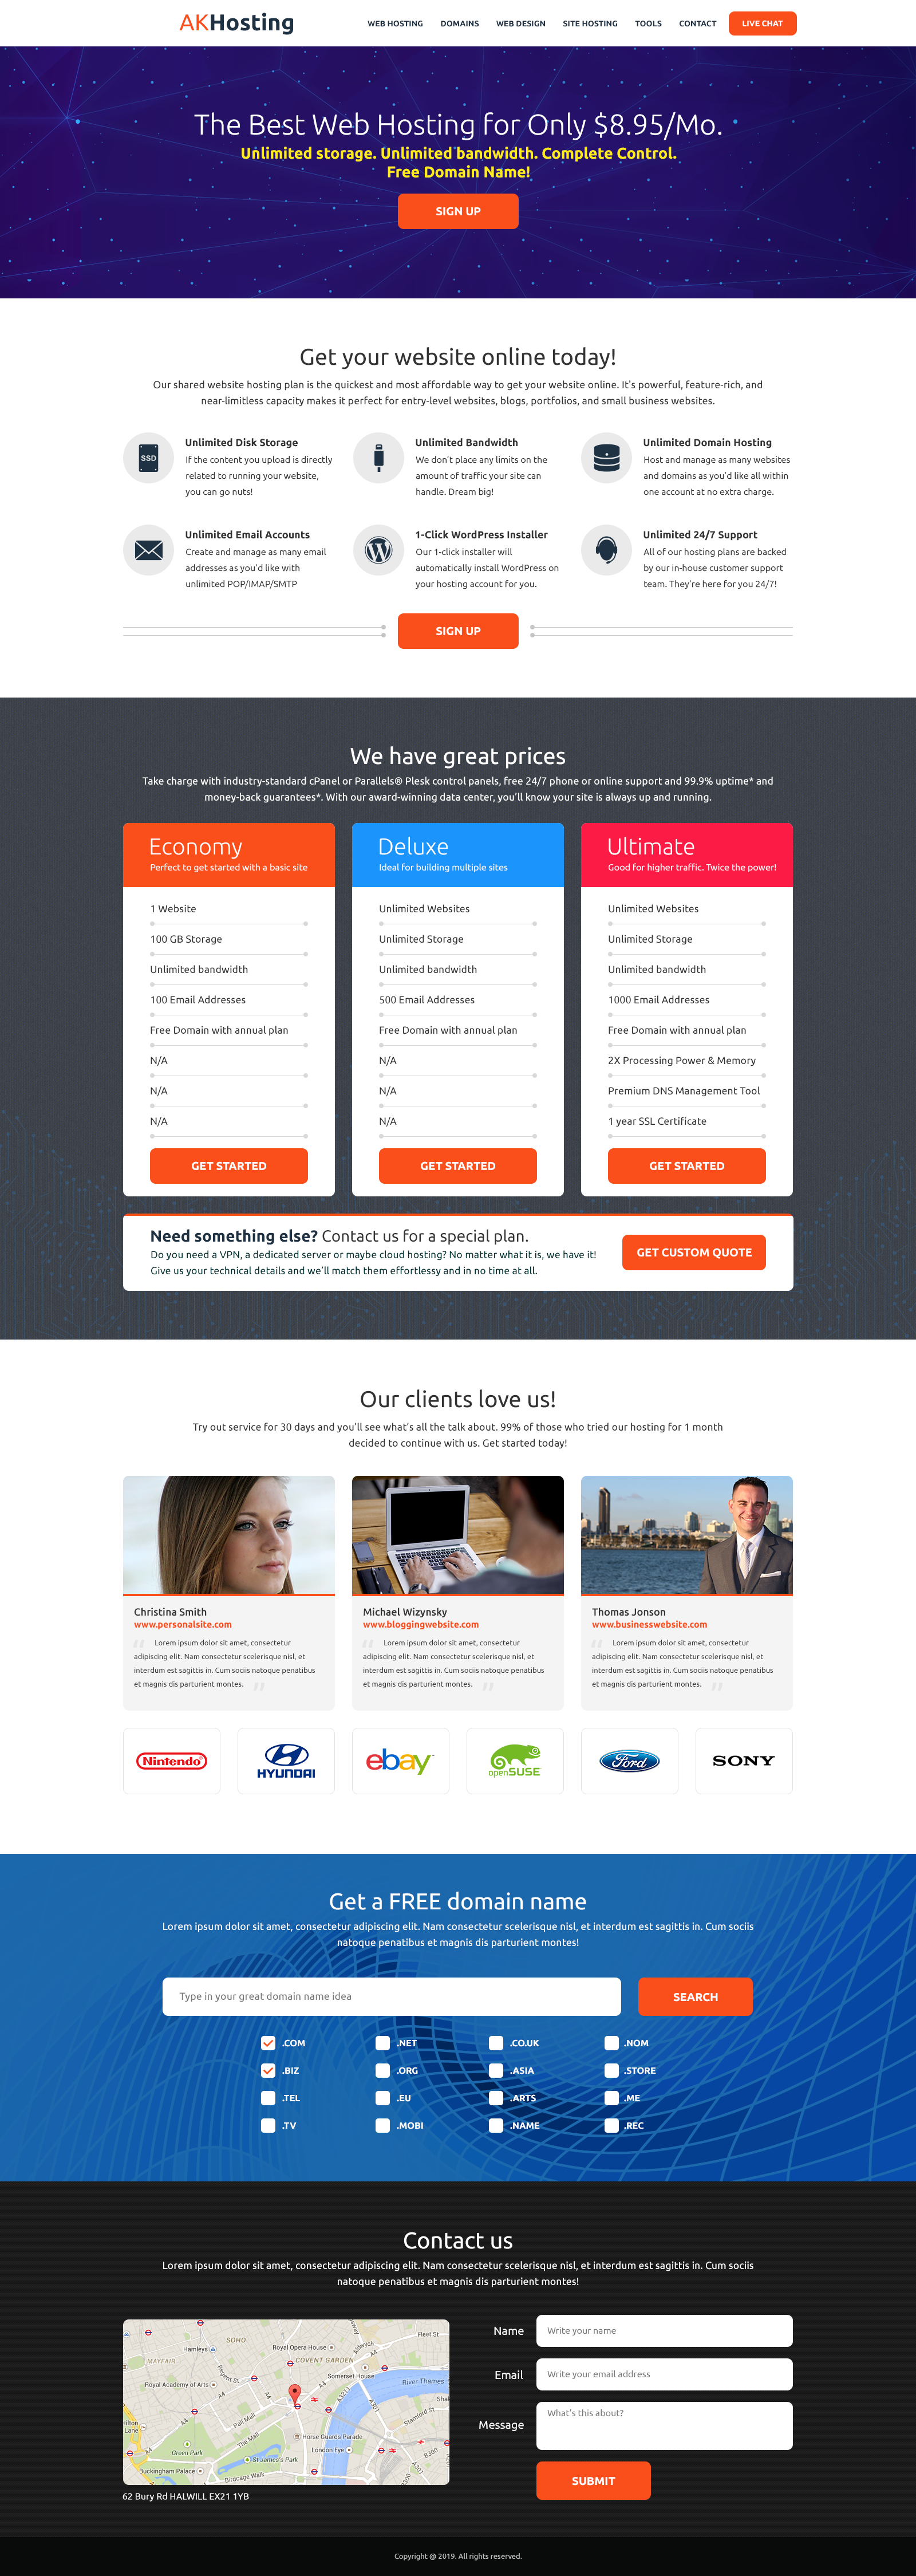 AKHosting
WEB HOSTING DOMAINS WEB DESIGN SITE HOSTING TOOLS CONTACT LIVE CHAT
The Best Web Hosting for Only $8.95/Mo.
Unlimited storage. Unlimited bandwidth. Complete Control.
Free Domain Name!
SIGN UP
Get your website online today!
Our shared website hosting plan is the quickest and most affordable way to get your website online. It's powerful, feature-rich, and
near-limitless capacity makes it perfect for entry-level websites, blogs, portfolios, and small business websites.
SSD
Unlimited Disk Storage
If the content you upload is directly
related to running your website,
you can go nuts!
Unlimited Bandwidth
We don't place any limits on the
amount of traffic your site can
handle. Dream big!
Unlimited Domain Hosting
Host and manage as many websites
and domains as you'd like all within
one account at no extra charge.
Unlimited Email Accounts
Create and manage as many email
addresses as you'd like with
unlimited POP/IMAP/SMTP
1-Click WordPress Installer
Our 1-click installer will
automatically install WordPress on
your hosting account for you.
Unlimited 24/7 Support
All of our hosting plans are backed
by our in-house customer support
team. They're here for you 24/7!
SIGN UP
We have great prices
Take charge with industry-standard cPanel or Parallels® Plesk control panels, free 24/7 phone or online support and 99.9% uptime* and
money-back guarantees*. With our award-winning data center, you'll know your site is always up and running.
Economy
Perfect to get started with a basic site
1 Website
100 GB Storage
Unlimited bandwidth
100 Email Addresses
Free Domain with annual plan
N/A
N/A
N/A
GET STARTED
Deluxe
Ideal for building multiple sites
Unlimited Websites
Unlimited Storage
Unlimited bandwidth
500 Email Addresses
Free Domain with annual plan
N/A
N/A
N/A
GET STARTED
Ultimate
Good for higher traffic. Twice the power!
Unlimited Websites
Unlimited Storage
Unlimited bandwidth
1000 Email Addresses
Free Domain with annual plan
2X Processing Power & Memory
Premium DNS Management Tool
1 year SSL Certificate
GET STARTED
Need something else? Contact us for a special plan.
Do you need a VPN, a dedicated server or maybe cloud hosting? No matter what it is, we have it!
Give us your technical details and we'll match them effortlessy and in no time at all.
GET CUSTOM QUOTE
Our clients love us!
Try out service for 30 days and you'll see what's all the talk about. 99% of those who tried our hosting for 1 month
decided to continue with us. Get started today!
Christina Smith
www.personalsite.com
Lorem ipsum dolor sit amet, consectetur
adipiscing elit. Nam consectetur scelerisque nisl, et
interdum est sagittis in. Cum sociis natoque penatibus
et magnis dis parturient montes.
Michael Wizynsky
www.bloggingwebsite.com
Lorem ipsum dolor sit amet, consectetur
adipiscing elit. Nam consectetur scelerisque nisl, et
interdum est sagittis in. Cum sociis natoque penatibus
et magnis dis parturient montes.
Thomas Jonson
www.businesswebsite.com
Lorem ipsum dolor sit amet, consectetur
adipiscing elit. Nam consectetur scelerisque nisl, et
interdum est sagittis in. Cum sociis natoque penatibus
et magnis dis parturient montes.
Nintendo
HYUNDAI
ebay
openSUSE
Ford
SONY
Get a FREE domain name
Lorem ipsum dolor sit amet, consectetur adipiscing elit. Nam consectetur scelerisque nisl, et interdum est sagittis in. Cum sociis
natoque penatibus et magnis dis parturient montes!
Type in your great domain name idea
SEARCH
.COM .NET .CO.UK .NOM
.BIZ .ORG .ASIA .STORE
.TEL .EU .ARTS .ME
.TV .MOBI .NAME .REC
Contact us
Lorem ipsum dolor sit amet, consectetur adipiscing elit. Nam consectetur scelerisque nisl, et interdum est sagittis in. Cum sociis
natoque penatibus et magnis dis parturient montes!
Fleet St
SOHO
Aldwych
Hamleys
Royal Opera House
MAYFAIR
COVENT GARDEN
Regent St
Somerset House
Royal Academy of Arts
River Thames
A4
A4
A3211
A301
Stamford St
Pall Mall
Horse Guards Parade
The Mall
London Eye
Green Park
St James's Park
A4
B300
Buckingham Palace
Birdcage Walk
A3200
62 Bury Rd HALWILL EX21 1YB
Name
Write your name
Email
Write your email address
Message
What's this about?
SUBMIT
Copyright @ 2019. All rights reserved.